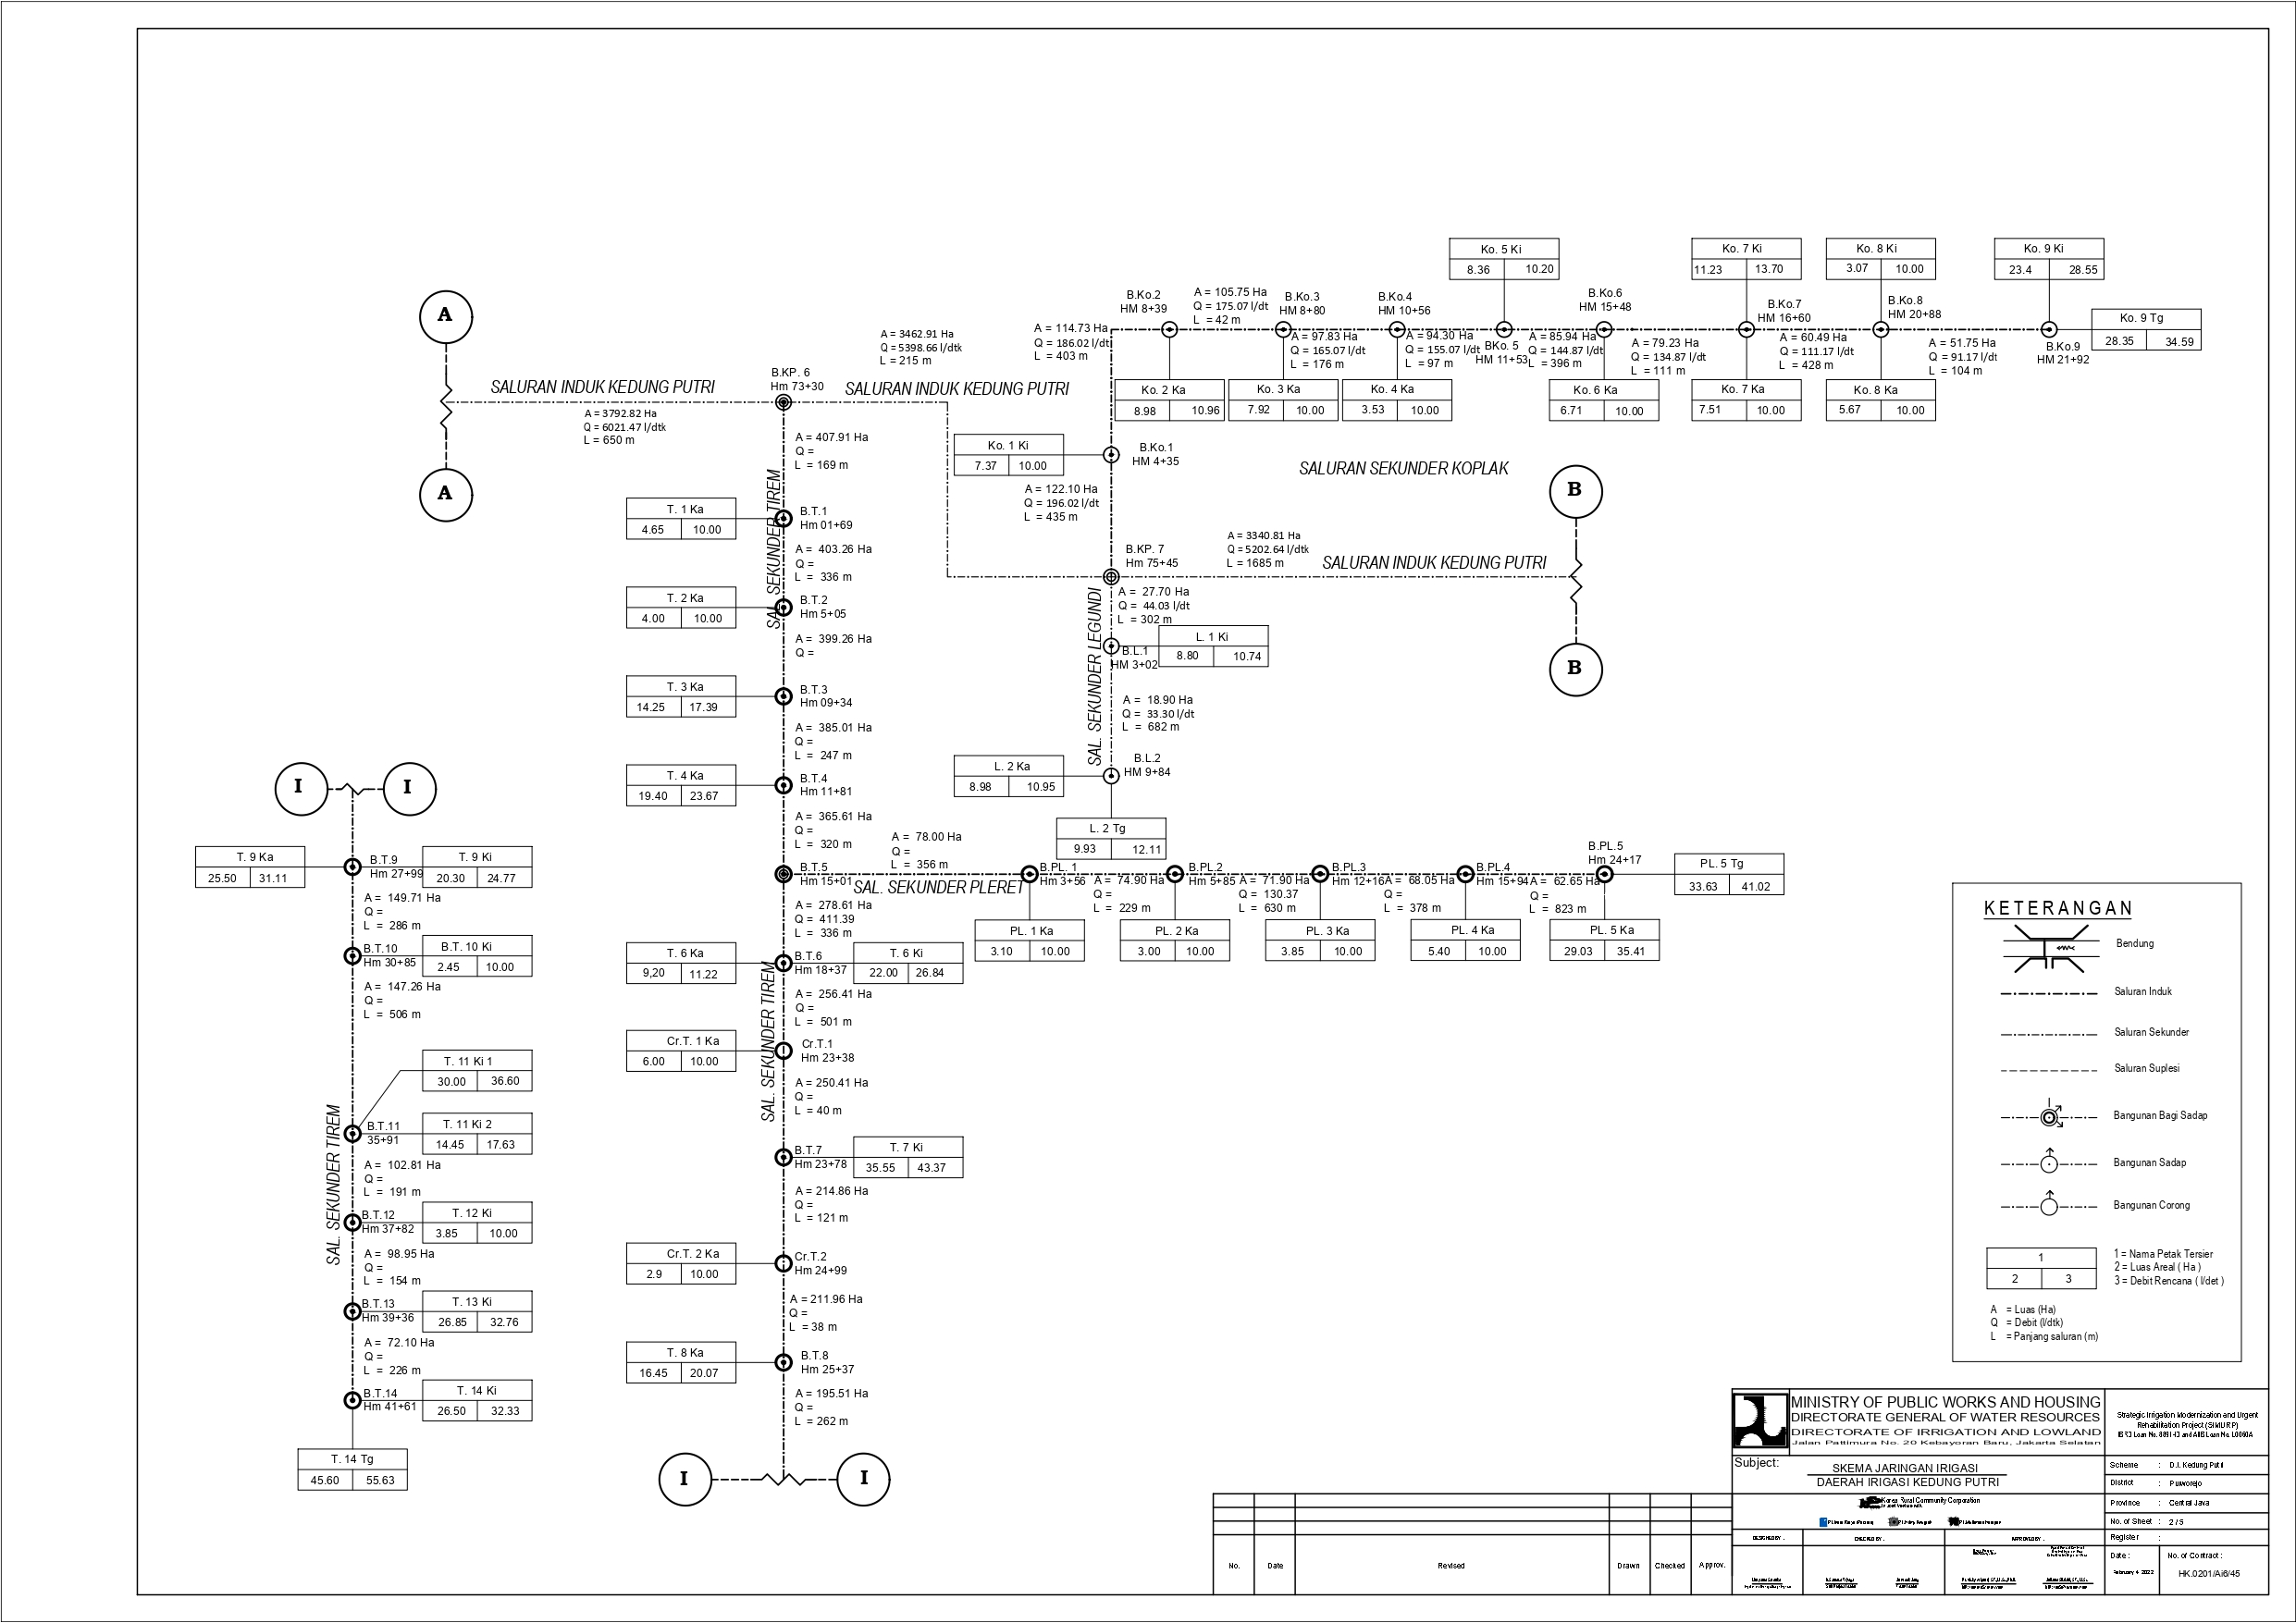 A
A
SALURAN INDUK KEDUNG PUTRI
A = 3792.82 Ha
Q = 6021.47 l/dtk
L = 650 m
B.KP. 6
Hm 73+30
SALURAN INDUK KEDUNG PUTRI
A = 3462.91 Ha
Q = 5398.66 l/dtk
L = 215 m
A = 407.91 Ha
Q =
L = 169 m
SAL. SEKUNDER TIREM
T. 1 Ka
4.65 10.00
B.T.1
Hm 01+69
A = 403.26 Ha
Q =
L = 336 m
T. 2 Ka
4.00 10.00
B.T.2
Hm 5+05
A = 399.26 Ha
Q =
T. 3 Ka
14.25 17.39
B.T.3
Hm 09+34
A = 385.01 Ha
Q =
L = 247 m
T. 4 Ka
19.40 23.67
B.T.4
Hm 11+81
A = 365.61 Ha
Q =
L = 320 m
B.T.5
Hm 15+01
A = 278.61 Ha
Q = 411.39
L = 336 m
T. 6 Ka
9,20 11.22
B.T.6
Hm 18+37
T. 6 Ki
22.00 26.84
A = 256.41 Ha
Q =
L = 501 m
SAL. SEKUNDER TIREM
Cr.T. 1 Ka
6.00 10.00
Cr.T.1
Hm 23+38
A = 250.41 Ha
Q =
L = 40 m
B.T.7
Hm 23+78
T. 7 Ki
35.55 43.37
A = 214.86 Ha
Q =
L = 121 m
Cr.T. 2 Ka
2.9 10.00
Cr.T.2
Hm 24+99
A = 211.96 Ha
Q =
L = 38 m
T. 8 Ka
16.45 20.07
B.T.8
Hm 25+37
A = 195.51 Ha
Q =
L = 262 m
I
I
I
I
T. 9 Ka
25.50 31.11
B.T.9
Hm 27+99
T. 9 Ki
20.30 24.77
A = 149.71 Ha
Q =
L = 286 m
B.T.10
Hm 30+85
B.T. 10 Ki
2.45 10.00
A = 147.26 Ha
Q =
L = 506 m
T. 11 Ki 1
30.00 36.60
B.T.11
35+91
T. 11 Ki 2
14.45 17.63
SAL. SEKUNDER TIREM
A = 102.81 Ha
Q =
L = 191 m
B.T.12
Hm 37+82
T. 12 Ki
3.85 10.00
A = 98.95 Ha
Q =
L = 154 m
B.T.13
Hm 39+36
T. 13 Ki
26.85 32.76
A = 72.10 Ha
Q =
L = 226 m
B.T.14
Hm 41+61
T. 14 Ki
26.50 32.33
T. 14 Tg
45.60 55.63
A = 78.00 Ha
Q =
L = 356 m
SAL. SEKUNDER PLERET
B.PL. 1
Hm 3+56
PL. 1 Ka
3.10 10.00
A = 74.90 Ha
Q =
L = 229 m
B.PL.2
Hm 5+85
PL. 2 Ka
3.00 10.00
A = 71.90 Ha
Q = 130.37
L = 630 m
B.PL.3
Hm 12+16
PL. 3 Ka
3.85 10.00
A = 68.05 Ha
Q =
L = 378 m
B.PL.4
Hm 15+94
PL. 4 Ka
5.40 10.00
A = 62.65 Ha
Q =
L = 823 m
B.PL.5
Hm 24+17
PL. 5 Ka
29.03 35.41
PL. 5 Tg
33.63 41.02
B.KP. 7
Hm 75+45
A = 3340.81 Ha
Q = 5202.64 l/dtk
L = 1685 m
SALURAN INDUK KEDUNG PUTRI
B
B
A = 27.70 Ha
Q = 44.03 l/dt
L = 302 m
SAL. SEKUNDER LEGUNDI
B.L.1
HM 3+02
L. 1 Ki
8.80 10.74
A = 18.90 Ha
Q = 33.30 l/dt
L = 682 m
B.L.2
HM 9+84
L. 2 Ka
8.98 10.95
L. 2 Tg
9.93 12.11
A = 122.10 Ha
Q = 196.02 l/dt
L = 435 m
Ko. 1 Ki
7.37 10.00
B.Ko.1
HM 4+35
SALURAN SEKUNDER KOPLAK
A = 114.73 Ha
Q = 186.02 l/dt
L = 403 m
B.Ko.2
HM 8+39
Ko. 2 Ka
8.98 10.96
A = 105.75 Ha
Q = 175.07 l/dt
L = 42 m
B.Ko.3
HM 8+80
Ko. 3 Ka
7.92 10.00
A = 97.83 Ha
Q = 165.07 l/dt
L = 176 m
B.Ko.4
HM 10+56
Ko. 4 Ka
3.53 10.00
A = 94.30 Ha
Q = 155.07 l/dt
L = 97 m
Ko. 5 Ki
8.36 10.20
BKo. 5
HM 11+53
A = 85.94 Ha
Q = 144.87 l/dt
L = 396 m
B.Ko.6
HM 15+48
Ko. 6 Ka
6.71 10.00
A = 79.23 Ha
Q = 134.87 l/dt
L = 111 m
Ko. 7 Ki
11.23 13.70
B.Ko.7
HM 16+60
Ko. 7 Ka
7.51 10.00
A = 60.49 Ha
Q = 111.17 l/dt
L = 428 m
Ko. 8 Ki
3.07 10.00
B.Ko.8
HM 20+88
Ko. 8 Ka
5.67 10.00
A = 51.75 Ha
Q = 91.17 l/dt
L = 104 m
Ko. 9 Ki
23.4 28.55
B.Ko.9
HM 21+92
Ko. 9 Tg
28.35 34.59
KETERANGAN
Bendung
Saluran Induk
Saluran Sekunder
Saluran Suplesi
Bangunan Bagi Sadap
Bangunan Sadap
Bangunan Corong
1
2 3
1 = Nama Petak Tersier
2 = Luas Areal ( Ha )
3 = Debit Rencana ( l/det )
A = Luas (Ha)
Q = Debit (l/dtk)
L = Panjang saluran (m)
MINISTRY OF PUBLIC WORKS AND HOUSING
DIRECTORATE GENERAL OF WATER RESOURCES
DIRECTORATE OF IRRIGATION AND LOWLAND
Jalan Pattimura No. 20 Kebayoran Baru, Jakarta Selatan
Strategic Irrigation Modernization and Urgent
Rehabilitation Project (SIMURP)
Subject:
SKEMA JARINGAN IRIGASI
DAERAH IRIGASI KEDUNG PUTRI
Scheme : D.I. Kedung Putri
District : Purworejo
Province : Central Java
No. of Sheet : 2 / 5
Register :
Date :
February 4 2022
No. of Contract :
HK.0201/Ai6/45
Korea Rural Community Corporation
DESIGNED BY .
CHECKED BY .
APPROVED BY .
No. Date Revised Drawn Checked Approv.